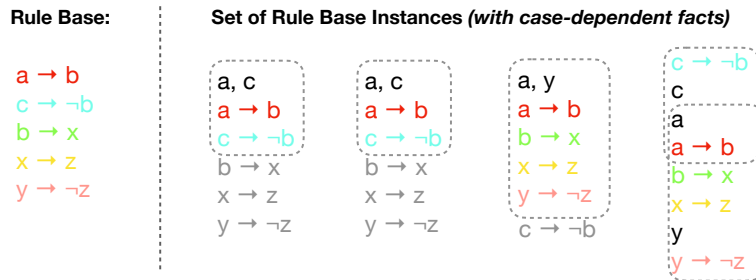 Rule Base:
a → b
c → ¬b
b → x
x → z
y → ¬z
Set of Rule Base Instances (with case-dependent facts)
a, c
a → b
c → ¬b
b → x
x → z
y → ¬z
a, c
a → b
c → ¬b
b → x
x → z
y → ¬z
a, y
a → b
b → x
x → z
y → ¬z
c → ¬b
c → ¬b
c
a
a → b
b → x
x → z
y
y → ¬z